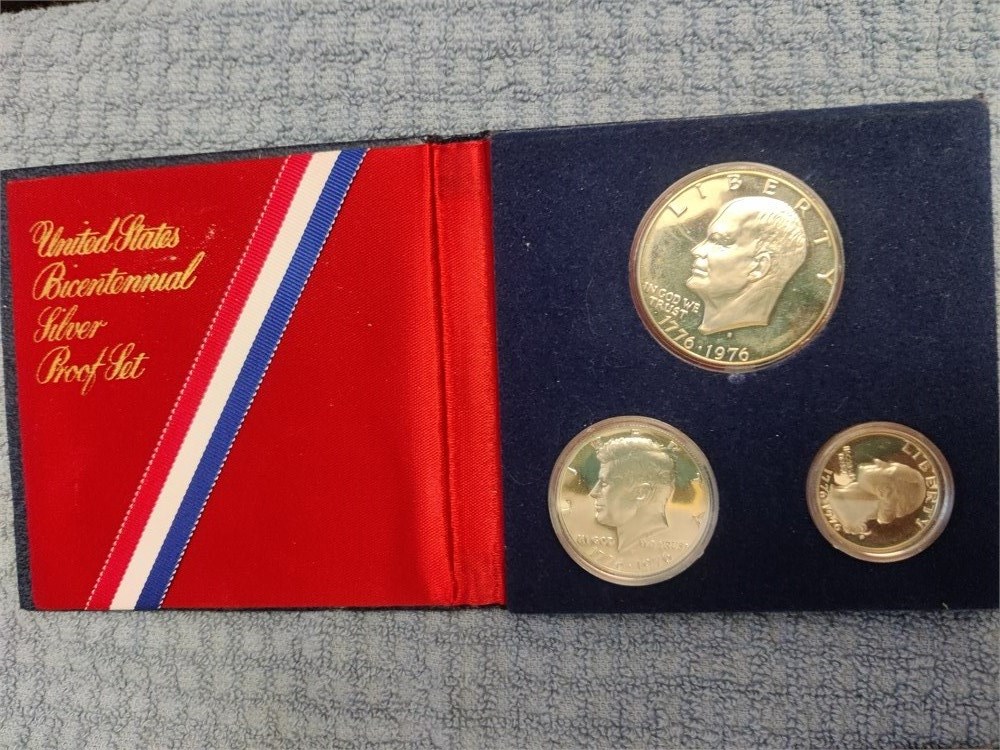 United States
Bicentennial
Silver
Proof Set
LIBERTY
IN GOD WE
TRUST
S
1776·1976
LIBERTY